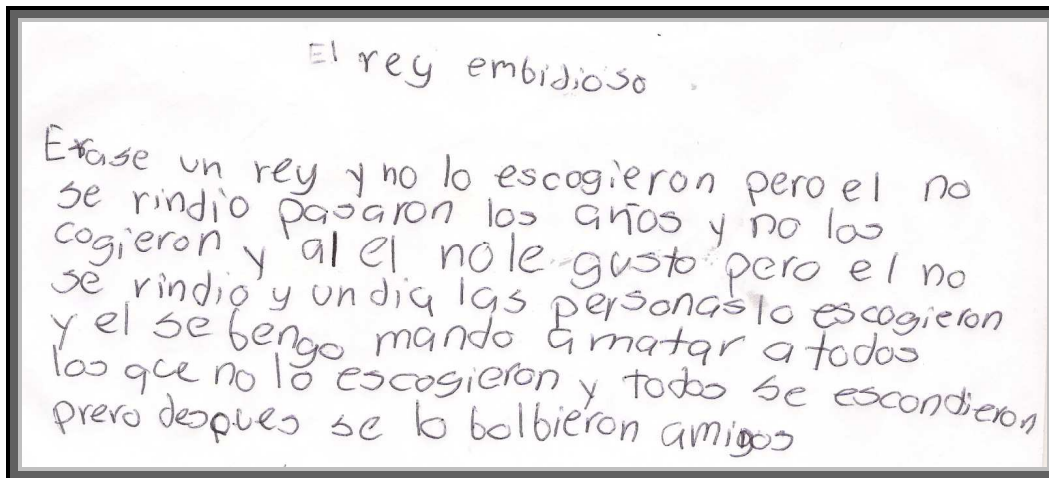 El rey embidioso
Erase un rey y no lo escogieron pero el no
se rindio pasaron los años y no los
cogieron y al el no le gusto pero el no
se rindio y un dia las personas lo escogieron
y el se bengo mando a matar a todos
los que no lo escogieron y todos se escondieron
prero despues se lo bolbieron amigos